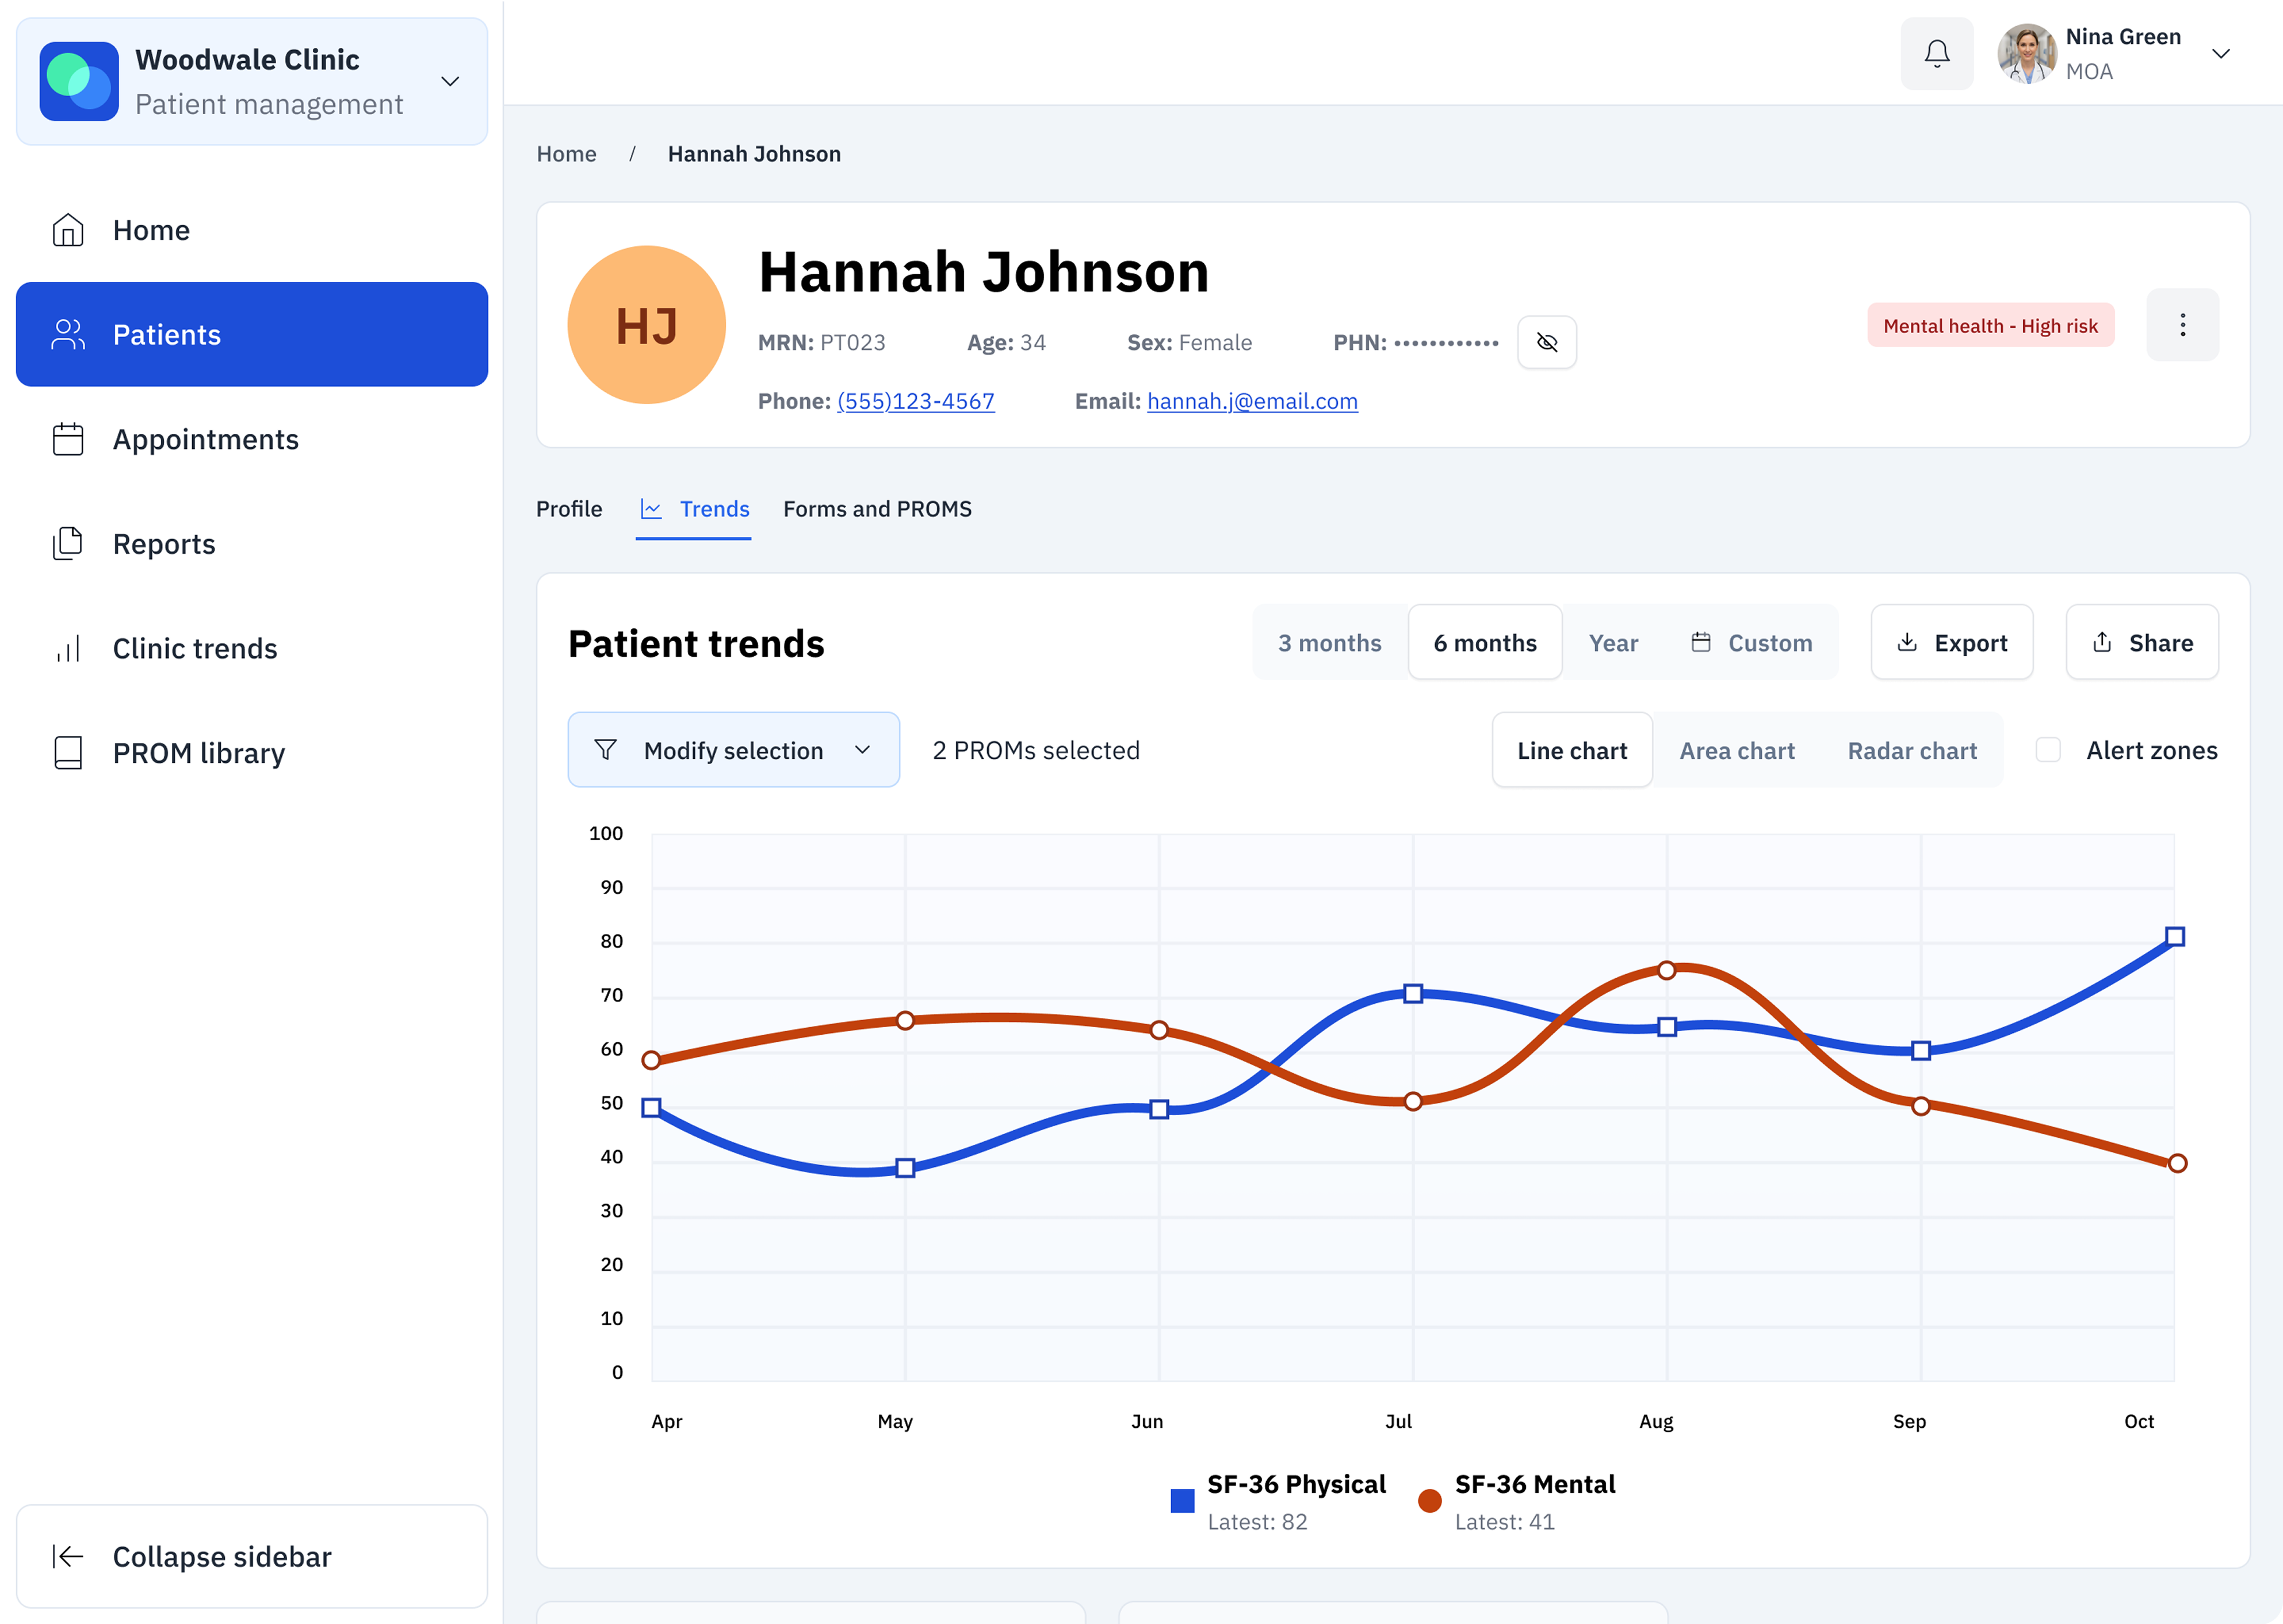 Woodwale Clinic
Patient management
Home
Patients
Appointments
Reports
Clinic trends
PROM library
Collapse sidebar
Nina Green
MOA
Home / Hannah Johnson
HJ
Hannah Johnson
MRN: PT023 Age: 34 Sex: Female PHN: ••••••••••••
Phone: (555)123-4567 Email: hannah.j@email.com
Mental health - High risk
Profile Trends Forms and PROMS
Patient trends
3 months 6 months Year Custom Export Share
Modify selection 2 PROMs selected Line chart Area chart Radar chart Alert zones
100
90
80
70
60
50
40
30
20
10
0
Apr May Jun Jul Aug Sep Oct
SF-36 Physical
Latest: 82
SF-36 Mental
Latest: 41